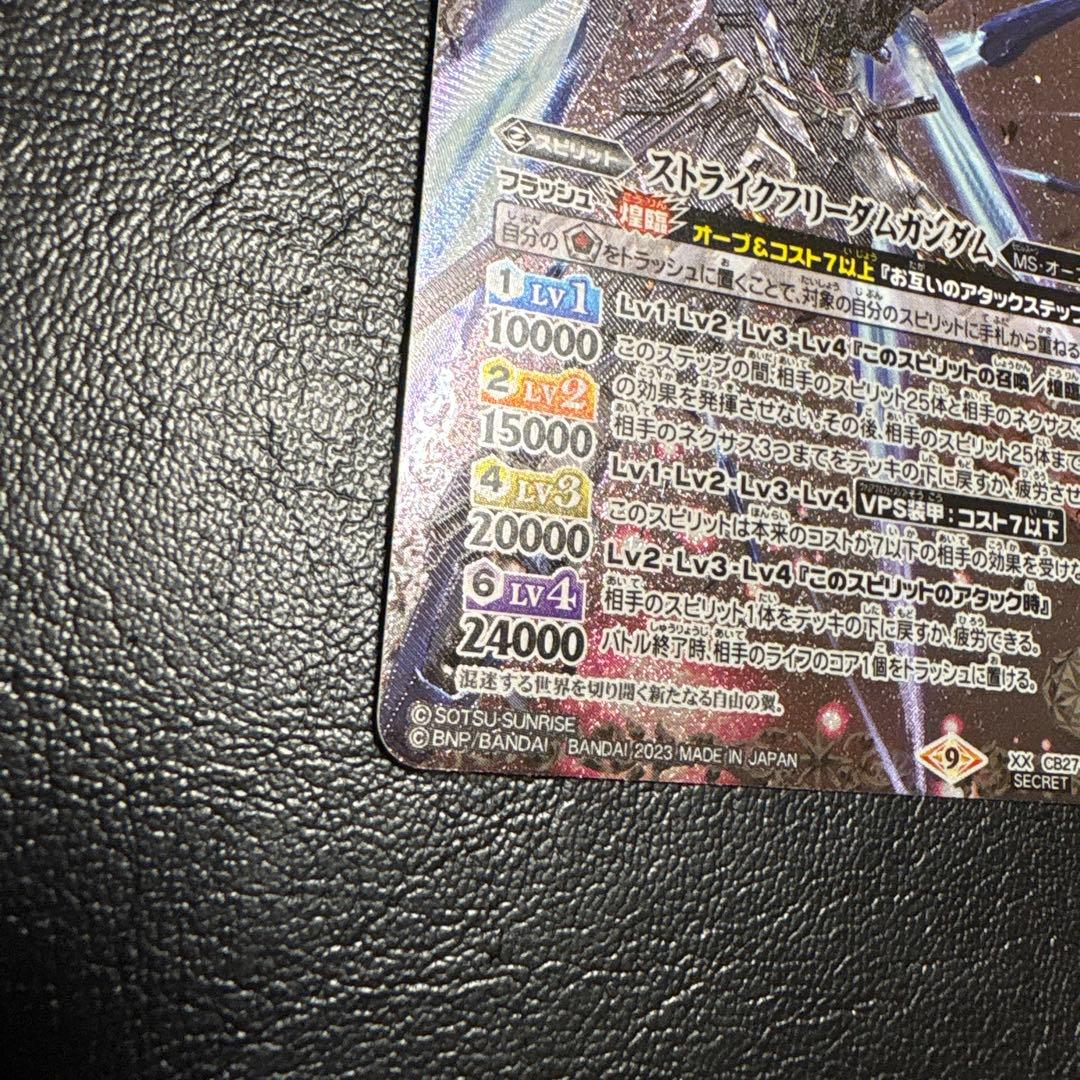 スピリット
ストライクフリーダムガンダム
MS・オー
フラッシュ 煌臨 オーブ&コスト7以上『お互いのアタックステップ
自分の をトラッシュに置くことで、対象の自分のスピリットに手札から重ねる
1 LV1
10000
2 LV2
15000
4 LV3
20000
6 LV4
24000
Lv1・Lv2・Lv3・Lv4『このスピリットの召喚/煌臨
このステップの間、相手のスピリット25体と相手のネクサス3
の効果を発揮させない。その後、相手のスピリット25体まで
相手のネクサス3つまでをデッキの下に戻すか、疲労させ
Lv1・Lv2・Lv3・Lv4 VPS装甲:コスト7以下
このスピリットは本来のコストが7以下の相手の効果を受けな
Lv2・Lv3・Lv4『このスピリットのアタック時』
相手のスピリット1体をデッキの下に戻すか、疲労できる。
バトル終了時、相手のライフのコア1個をトラッシュに置ける。
混迷する世界を切り開く新たなる自由の翼。
©SOTSU・SUNRISE
©BNP/BANDAI BANDAI 2023 MADE IN JAPAN
9
XX CB27
SECRET